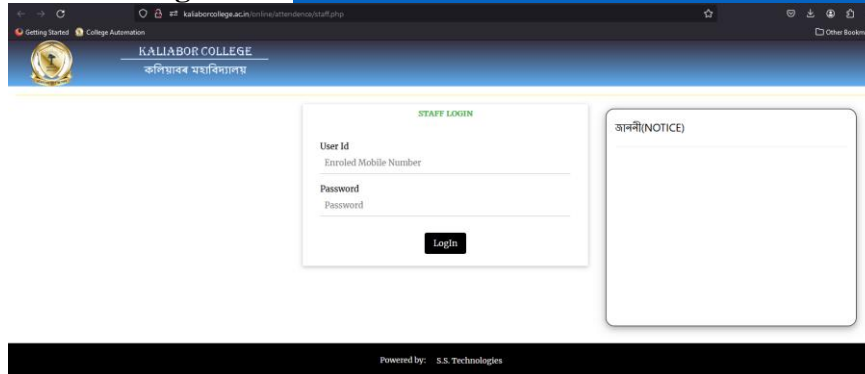 kaliaborcollege.ac.in/online/attendence/staff.php
Getting Started College Automation
Other Bookm
KALIABOR COLLEGE
কলিয়াবৰ মহাবিদ্যালয়
STAFF LOGIN
User Id
Enroled Mobile Number
Password
Password
LogIn
জাননী(NOTICE)
Powered by: S.S. Technologies